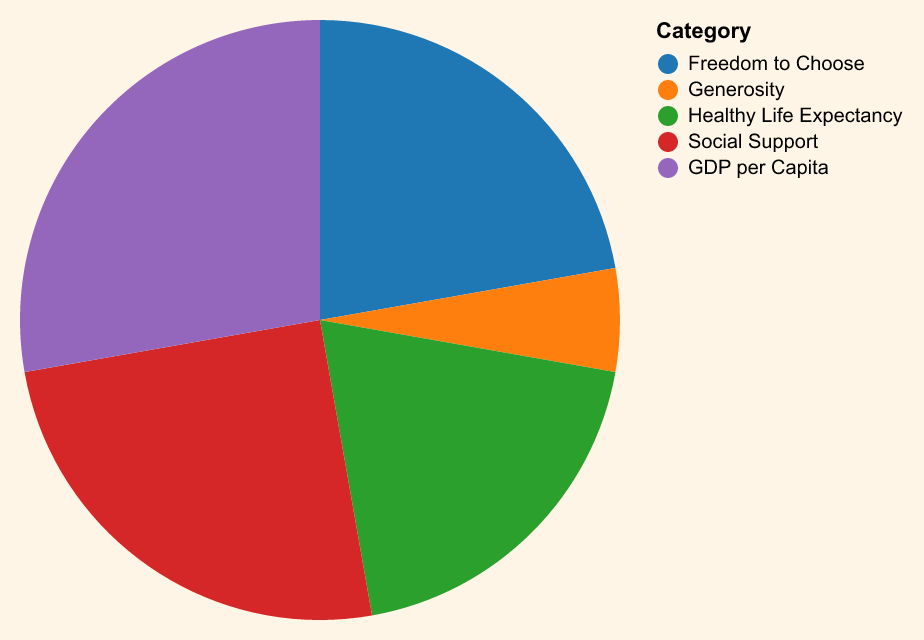 Category
Freedom to Choose
Generosity
Healthy Life Expectancy
Social Support
GDP per Capita